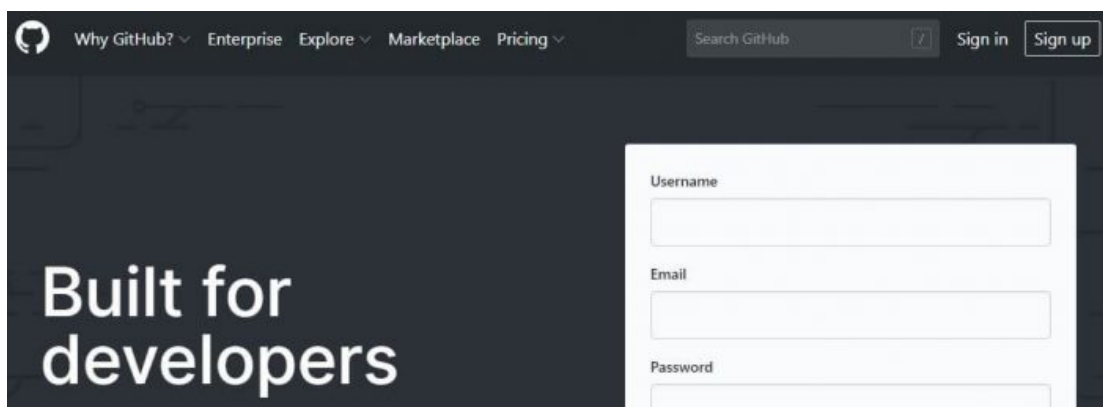 Why GitHub? Enterprise Explore Marketplace Pricing Search GitHub / Sign in Sign up
Username
Email
Built for
developers
Password